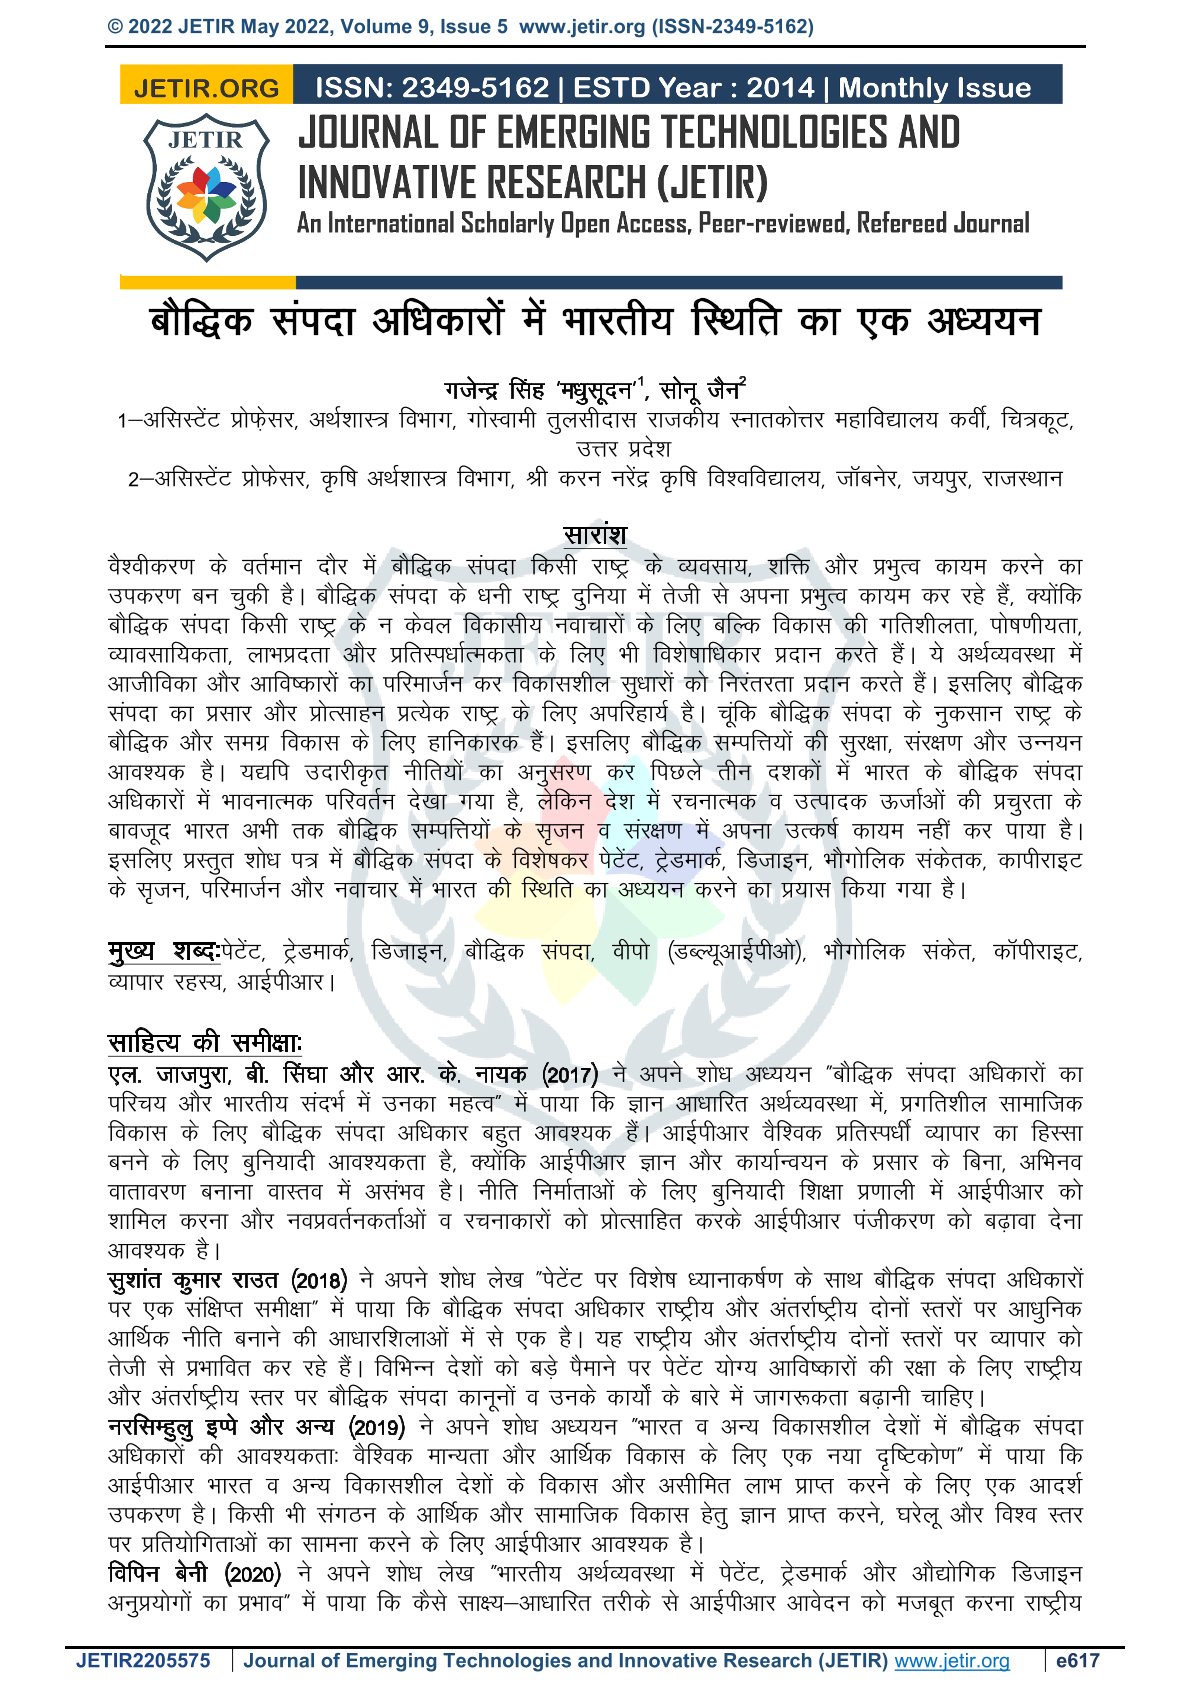 © 2022 JETIR May 2022, Volume 9, Issue 5 www.jetir.org (ISSN-2349-5162)
JETIR.ORG ISSN: 2349-5162 | ESTD Year : 2014 | Monthly Issue
JETIR
JOURNAL OF EMERGING TECHNOLOGIES AND
INNOVATIVE RESEARCH (JETIR)
An International Scholarly Open Access, Peer-reviewed, Refereed Journal
बौद्धिक संपदा अधिकारों में भारतीय स्थिति का एक अध्ययन
गजेन्द्र सिंह 'मधुसूदन'1, सोनू जैन2
1–असिस्टेंट प्रोफ़ेसर, अर्थशास्त्र विभाग, गोस्वामी तुलसीदास राजकीय स्नातकोत्तर महाविद्यालय कर्वी, चित्रकूट,
उत्तर प्रदेश
2–असिस्टेंट प्रोफेसर, कृषि अर्थशास्त्र विभाग, श्री करन नरेंद्र कृषि विश्वविद्यालय, जॉबनेर, जयपुर, राजस्थान
सारांश
वैश्वीकरण के वर्तमान दौर में बौद्धिक संपदा किसी राष्ट्र के व्यवसाय, शक्ति और प्रभुत्व कायम करने का
उपकरण बन चुकी है। बौद्धिक संपदा के धनी राष्ट्र दुनिया में तेजी से अपना प्रभुत्व कायम कर रहे हैं, क्योंकि
बौद्धिक संपदा किसी राष्ट्र के न केवल विकासीय नवाचारों के लिए बल्कि विकास की गतिशीलता, पोषणीयता,
व्यावसायिकता, लाभप्रदता और प्रतिस्पर्धात्मकता के लिए भी विशेषाधिकार प्रदान करते हैं। ये अर्थव्यवस्था में
आजीविका और आविष्कारों का परिमार्जन कर विकासशील सुधारों को निरंतरता प्रदान करते हैं। इसलिए बौद्धिक
संपदा का प्रसार और प्रोत्साहन प्रत्येक राष्ट्र के लिए अपरिहार्य है। चूंकि बौद्धिक संपदा के नुकसान राष्ट्र के
बौद्धिक और समग्र विकास के लिए हानिकारक हैं। इसलिए बौद्धिक सम्पत्तियों की सुरक्षा, संरक्षण और उन्नयन
आवश्यक है। यद्यपि उदारीकृत नीतियों का अनुसरण कर पिछले तीन दशकों में भारत के बौद्धिक संपदा
अधिकारों में भावनात्मक परिवर्तन देखा गया है, लेकिन देश में रचनात्मक व उत्पादक ऊर्जाओं की प्रचुरता के
बावजूद भारत अभी तक बौद्धिक सम्पत्तियों के सृजन व संरक्षण में अपना उत्कर्ष कायम नहीं कर पाया है।
इसलिए प्रस्तुत शोध पत्र में बौद्धिक संपदा के विशेषकर पेटेंट, ट्रेडमार्क, डिजाइन, भौगोलिक संकेतक, कापीराइट
के सृजन, परिमार्जन और नवाचार में भारत की स्थिति का अध्ययन करने का प्रयास किया गया है।
मुख्य शब्द:पेटेंट, ट्रेडमार्क, डिजाइन, बौद्धिक संपदा, वीपो (डब्ल्यूआईपीओ), भौगोलिक संकेत, कॉपीराइट,
व्यापार रहस्य, आईपीआर।
साहित्य की समीक्षा:
एल. जाजपुरा, बी. सिंघा और आर. के. नायक (2017) ने अपने शोध अध्ययन "बौद्धिक संपदा अधिकारों का
परिचय और भारतीय संदर्भ में उनका महत्व" में पाया कि ज्ञान आधारित अर्थव्यवस्था में, प्रगतिशील सामाजिक
विकास के लिए बौद्धिक संपदा अधिकार बहुत आवश्यक हैं। आईपीआर वैश्विक प्रतिस्पर्धी व्यापार का हिस्सा
बनने के लिए बुनियादी आवश्यकता है, क्योंकि आईपीआर ज्ञान और कार्यान्वयन के प्रसार के बिना, अभिनव
वातावरण बनाना वास्तव में असंभव है। नीति निर्माताओं के लिए बुनियादी शिक्षा प्रणाली में आईपीआर को
शामिल करना और नवप्रवर्तनकर्ताओं व रचनाकारों को प्रोत्साहित करके आईपीआर पंजीकरण को बढ़ावा देना
आवश्यक है।
सुशांत कुमार राउत (2018) ने अपने शोध लेख "पेटेंट पर विशेष ध्यानाकर्षण के साथ बौद्धिक संपदा अधिकारों
पर एक संक्षिप्त समीक्षा" में पाया कि बौद्धिक संपदा अधिकार राष्ट्रीय और अंतर्राष्ट्रीय दोनों स्तरों पर आधुनिक
आर्थिक नीति बनाने की आधारशिलाओं में से एक है। यह राष्ट्रीय और अंतर्राष्ट्रीय दोनों स्तरों पर व्यापार को
तेजी से प्रभावित कर रहे हैं। विभिन्न देशों को बड़े पैमाने पर पेटेंट योग्य आविष्कारों की रक्षा के लिए राष्ट्रीय
और अंतर्राष्ट्रीय स्तर पर बौद्धिक संपदा कानूनों व उनके कार्यों के बारे में जागरूकता बढ़ानी चाहिए।
नरसिम्हुलु इप्पे और अन्य (2019) ने अपने शोध अध्ययन "भारत व अन्य विकासशील देशों में बौद्धिक संपदा
अधिकारों की आवश्यकताः वैश्विक मान्यता और आर्थिक विकास के लिए एक नया दृष्टिकोण" में पाया कि
आईपीआर भारत व अन्य विकासशील देशों के विकास और असीमित लाभ प्राप्त करने के लिए एक आदर्श
उपकरण है। किसी भी संगठन के आर्थिक और सामाजिक विकास हेतु ज्ञान प्राप्त करने, घरेलू और विश्व स्तर
पर प्रतियोगिताओं का सामना करने के लिए आईपीआर आवश्यक है।
विपिन बेनी (2020) ने अपने शोध लेख "भारतीय अर्थव्यवस्था में पेटेंट, ट्रेडमार्क और औद्योगिक डिजाइन
अनुप्रयोगों का प्रभाव" में पाया कि कैसे साक्ष्य–आधारित तरीके से आईपीआर आवेदन को मजबूत करना राष्ट्रीय
JETIR2205575 Journal of Emerging Technologies and Innovative Research (JETIR) www.jetir.org e617